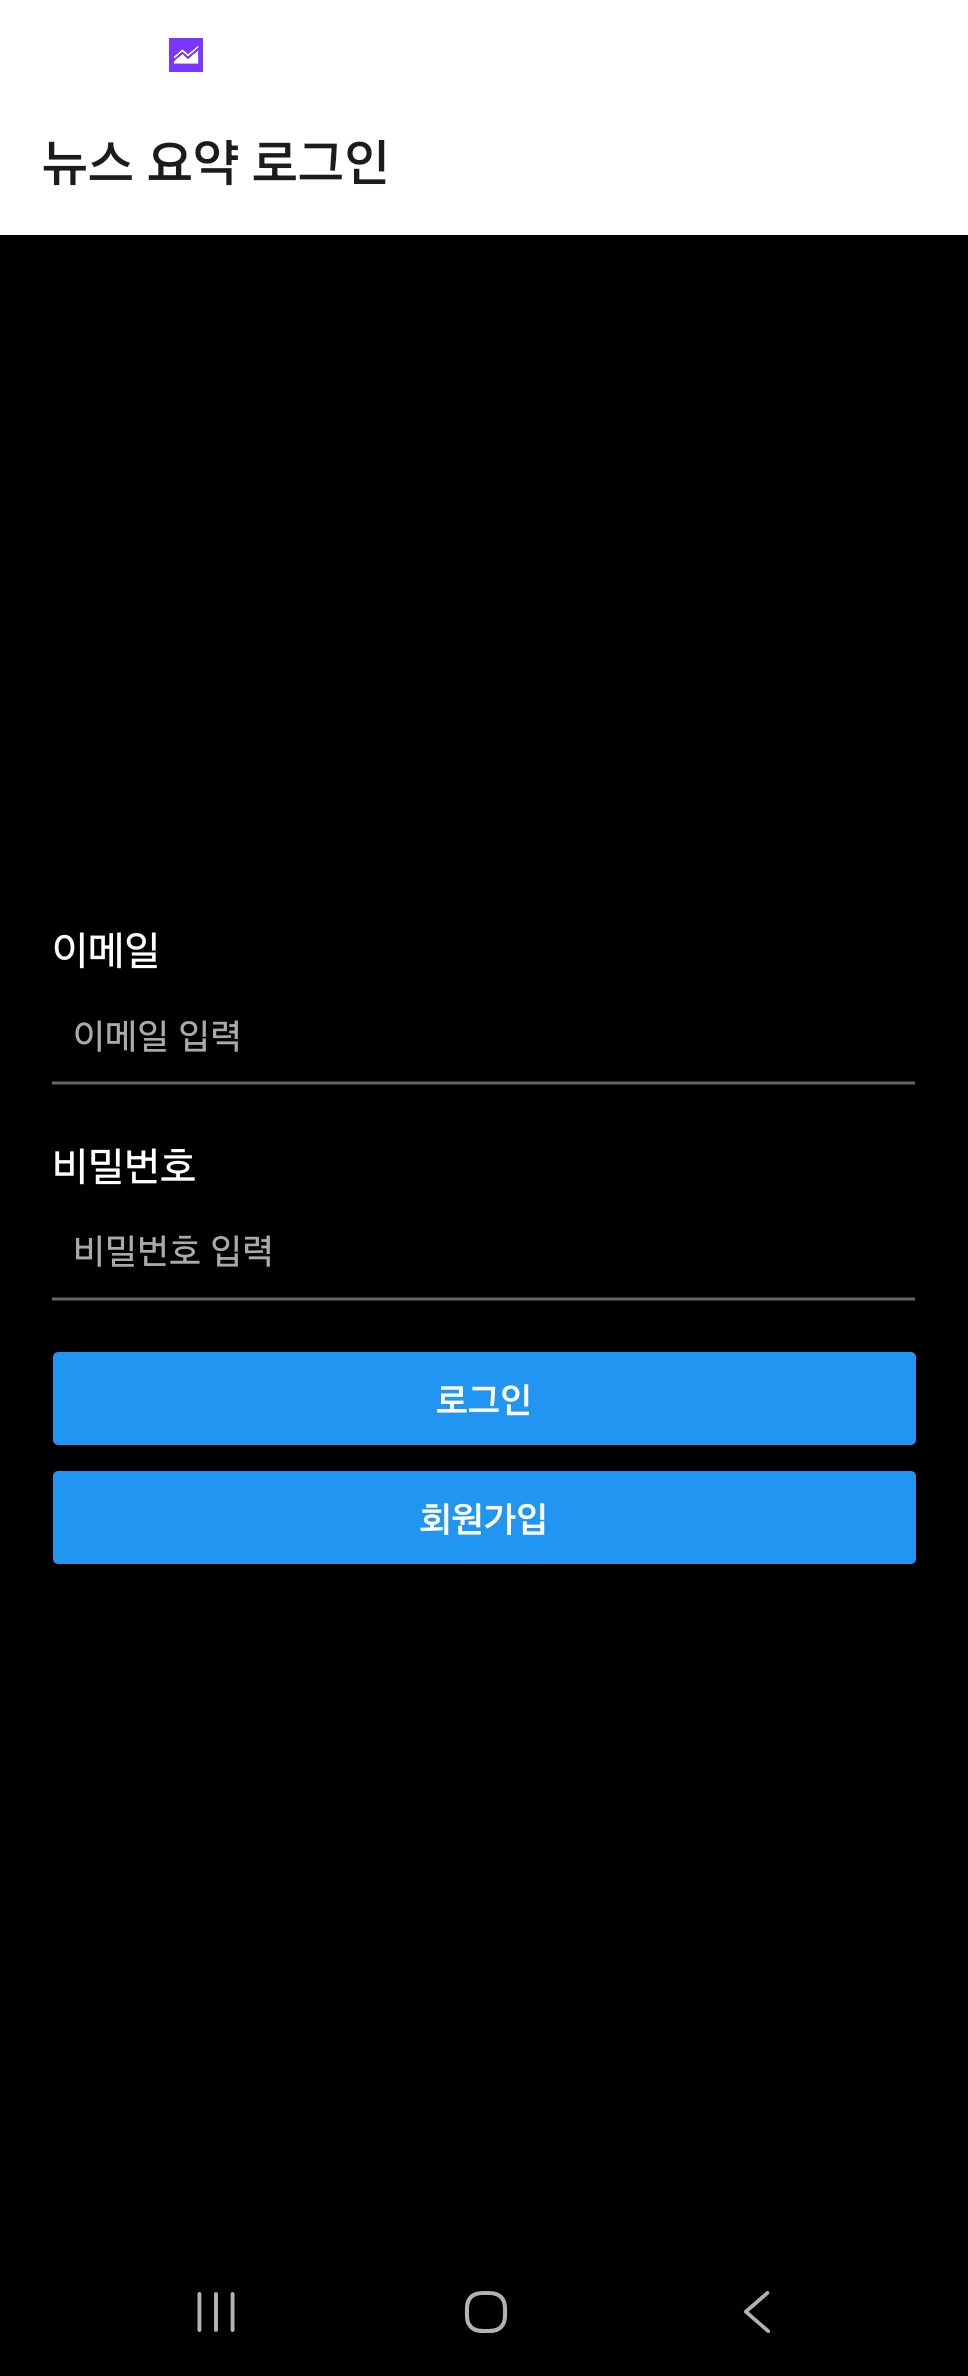 뉴스 요약 로그인
이메일
이메일 입력
비밀번호
비밀번호 입력
로그인
회원가입